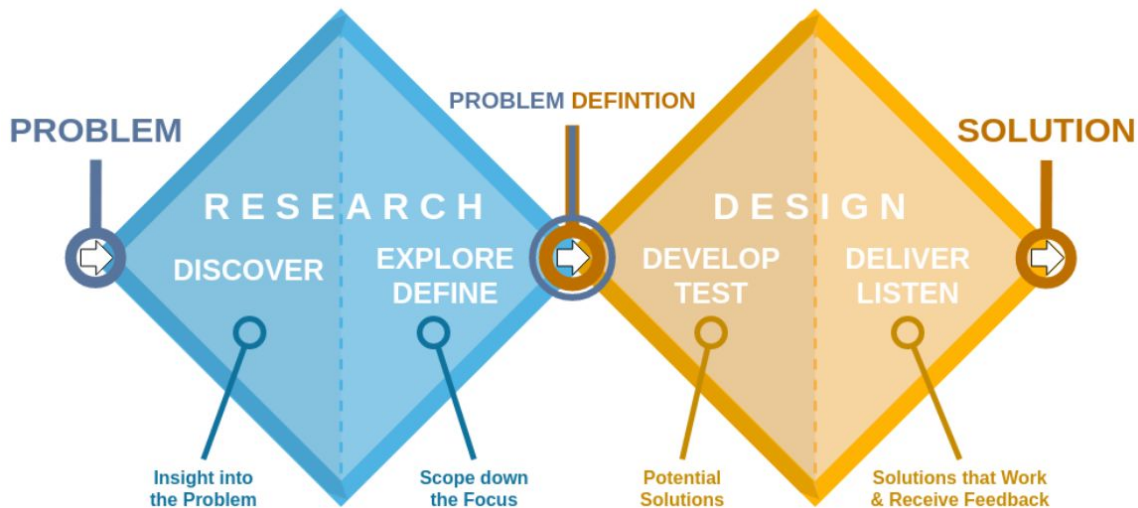 PROBLEM
PROBLEM DEFINTION
SOLUTION
RESEARCH
DISCOVER
EXPLORE
DEFINE
DESIGN
DEVELOP
TEST
DELIVER
LISTEN
Insight into
the Problem
Scope down
the Focus
Potential
Solutions
Solutions that Work
& Receive Feedback